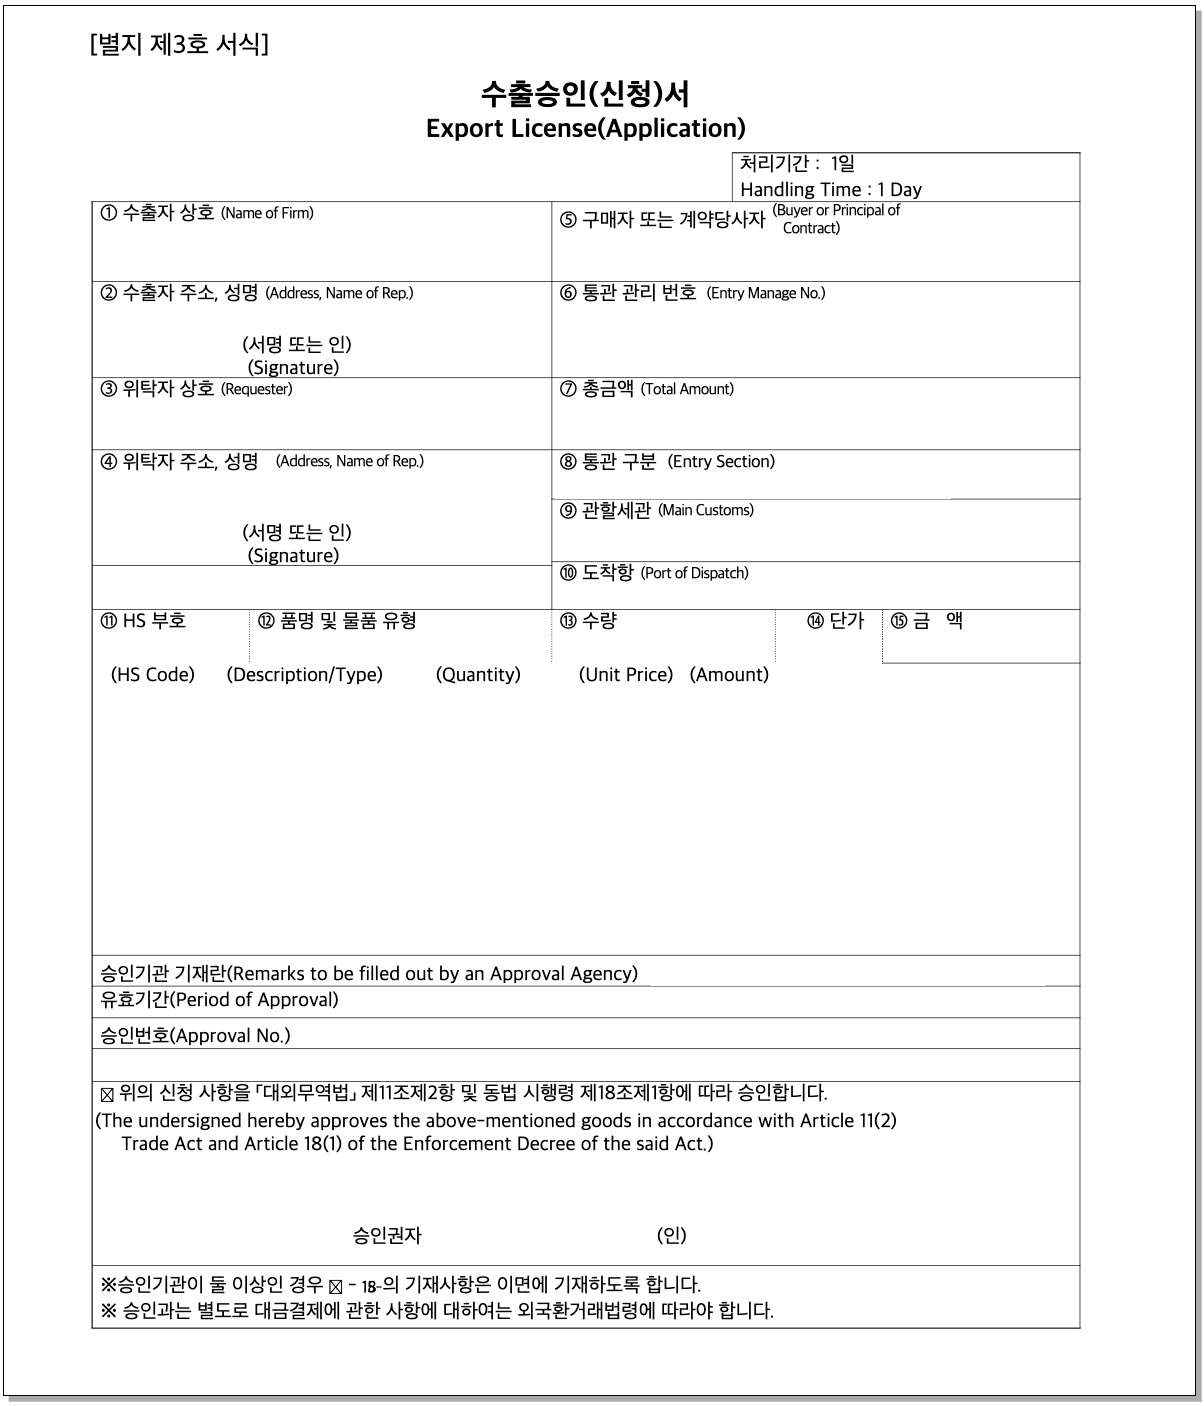 [별지 제3호 서식]
수출승인(신청)서
Export License(Application)
처리기간 : 1일
Handling Time : 1 Day
① 수출자 상호 (Name of Firm)
⑤ 구매자 또는 계약당사자 (Buyer or Principal of
Contract)
② 수출자 주소, 성명 (Address, Name of Rep.)
(서명 또는 인)
(Signature)
⑥ 통관 관리 번호 (Entry Manage No.)
③ 위탁자 상호 (Requester)
⑦ 총금액 (Total Amount)
④ 위탁자 주소, 성명 (Address, Name of Rep.)
(서명 또는 인)
(Signature)
⑧ 통관 구분 (Entry Section)
⑨ 관할세관 (Main Customs)
⑩ 도착항 (Port of Dispatch)
⑪ HS 부호 ⑫ 품명 및 물품 유형 ⑬ 수량 ⑭ 단가 ⑮ 금 액
(HS Code) (Description/Type) (Quantity) (Unit Price) (Amount)
승인기관 기재란(Remarks to be filled out by an Approval Agency)
유효기간(Period of Approval)
승인번호(Approval No.)
위의 신청 사항을 「대외무역법」 제11조제2항 및 동법 시행령 제18조제1항에 따라 승인합니다.
(The undersigned hereby approves the above-mentioned goods in accordance with Article 11(2)
Trade Act and Article 18(1) of the Enforcement Decree of the said Act.)
승인권자 (인)
※승인기관이 둘 이상인 경우 - 의 기재사항은 이면에 기재하도록 합니다.
※ 승인과는 별도로 대금결제에 관한 사항에 대하여는 외국환거래법령에 따라야 합니다.